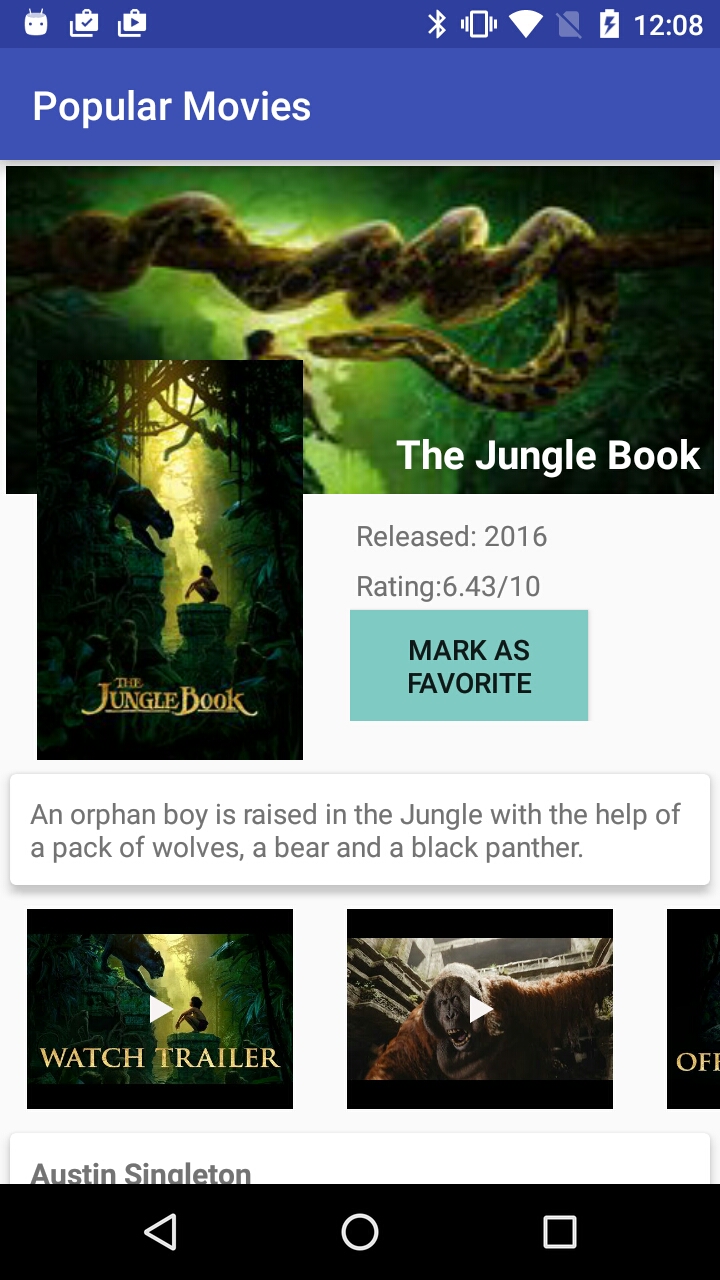 12:08
Popular Movies
The Jungle Book
Released: 2016
Rating:6.43/10
MARK AS
FAVORITE
THE
JUNGLE BOOK
An orphan boy is raised in the Jungle with the help of
a pack of wolves, a bear and a black panther.
WATCH TRAILER
OFF
Austin Singleton